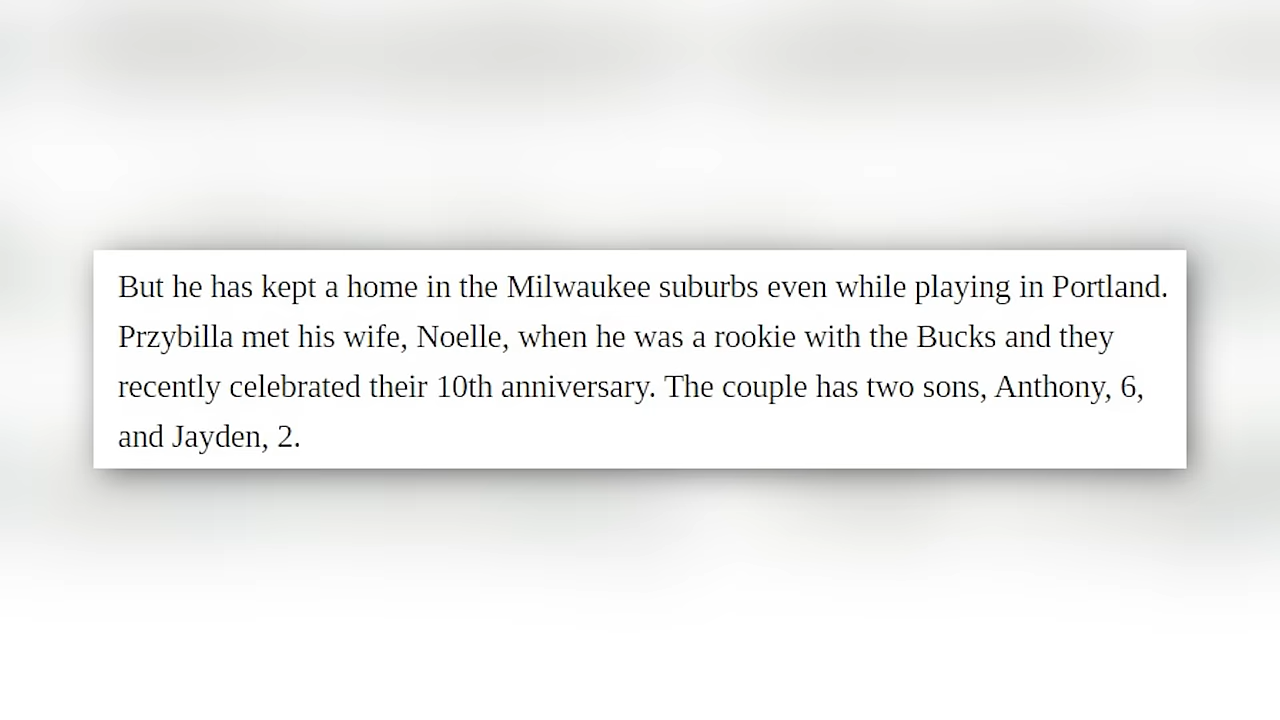 But he has kept a home in the Milwaukee suburbs even while playing in Portland.
Przybilla met his wife, Noelle, when he was a rookie with the Bucks and they
recently celebrated their 10th anniversary. The couple has two sons, Anthony, 6,
and Jayden, 2.